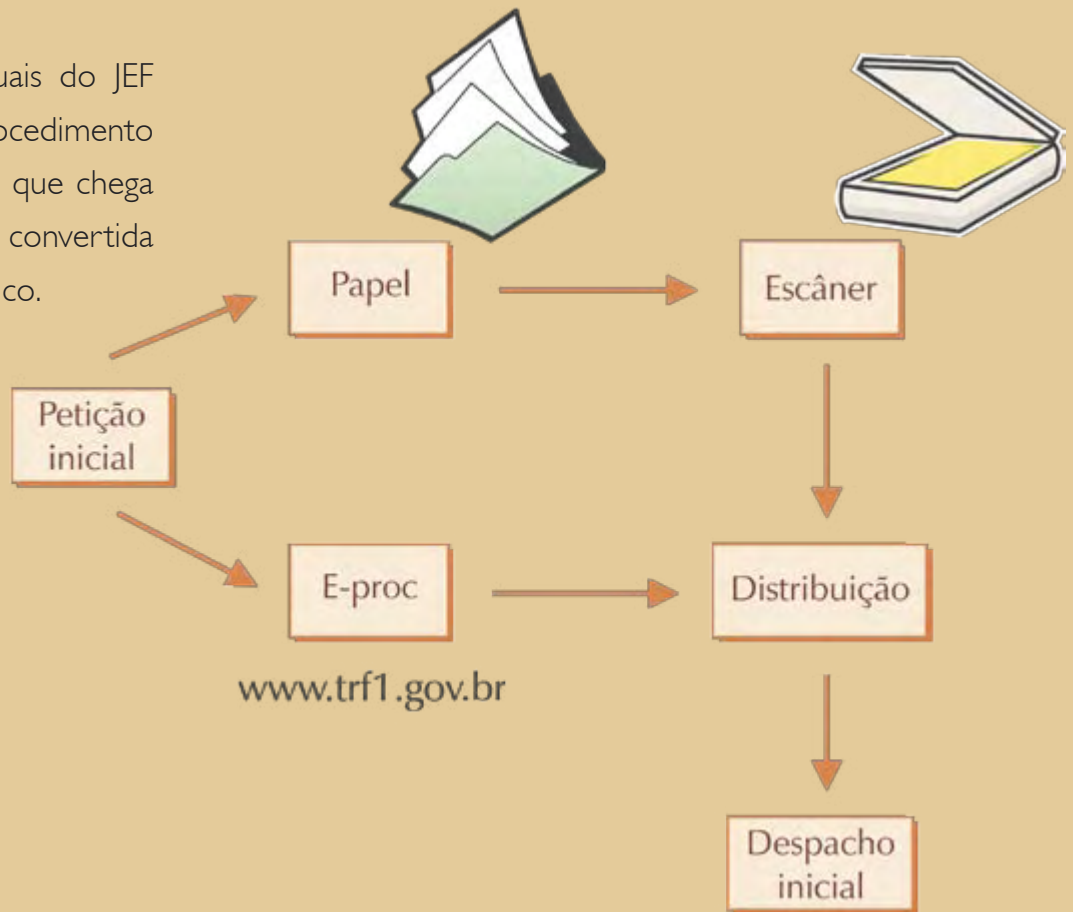 uais do JEF
ocedimento
que chega
convertida
co.
Papel
Escâner
Petição
inicial
E-proc
Distribuição
www.trf1.gov.br
Despacho
inicial